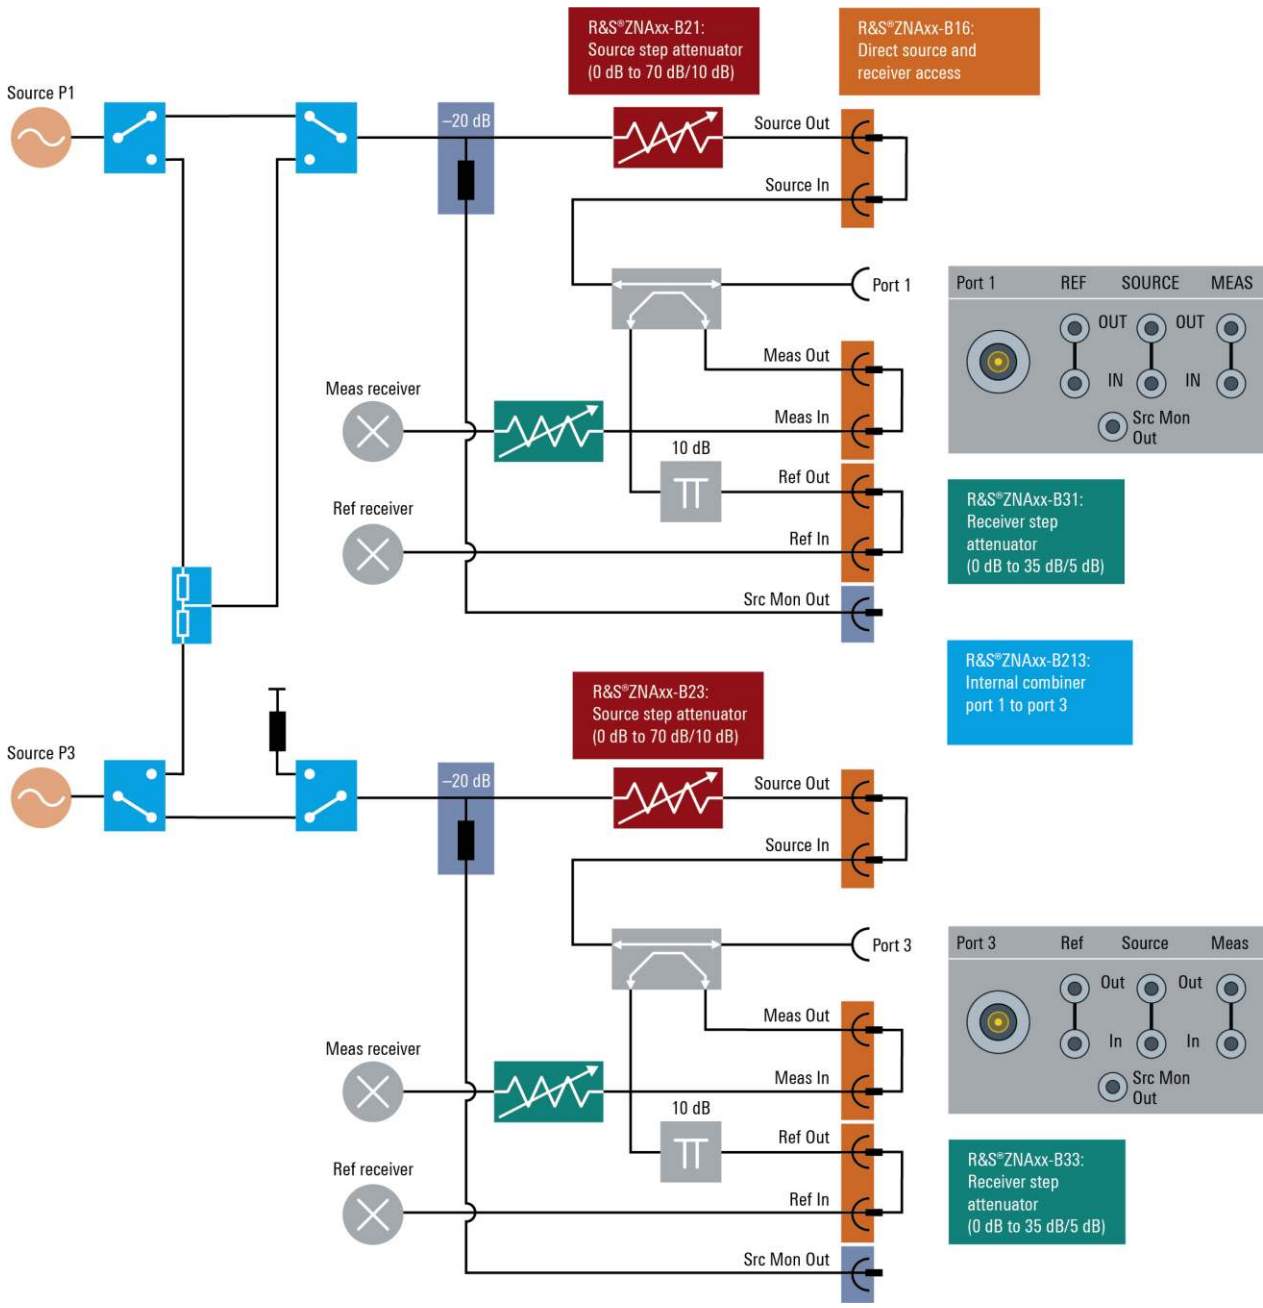 R&S®ZNAxx-B21:
Source step attenuator
(0 dB to 70 dB/10 dB)
R&S®ZNAxx-B16:
Direct source and
receiver access
Source P1
–20 dB
Source Out
Source In
Port 1
Port 1 REF SOURCE MEAS
OUT OUT
IN IN
Src Mon
Out
Meas Out
Meas receiver
Meas In
10 dB
Ref Out
Ref receiver
Ref In
Src Mon Out
R&S®ZNAxx-B31:
Receiver step
attenuator
(0 dB to 35 dB/5 dB)
R&S®ZNAxx-B213:
Internal combiner
port 1 to port 3
R&S®ZNAxx-B23:
Source step attenuator
(0 dB to 70 dB/10 dB)
Source P3
–20 dB
Source Out
Source In
Port 3
Port 3 Ref Source Meas
Out Out
In In
Src Mon
Out
Meas Out
Meas receiver
Meas In
10 dB
Ref Out
Ref receiver
Ref In
Src Mon Out
R&S®ZNAxx-B33:
Receiver step
attenuator
(0 dB to 35 dB/5 dB)